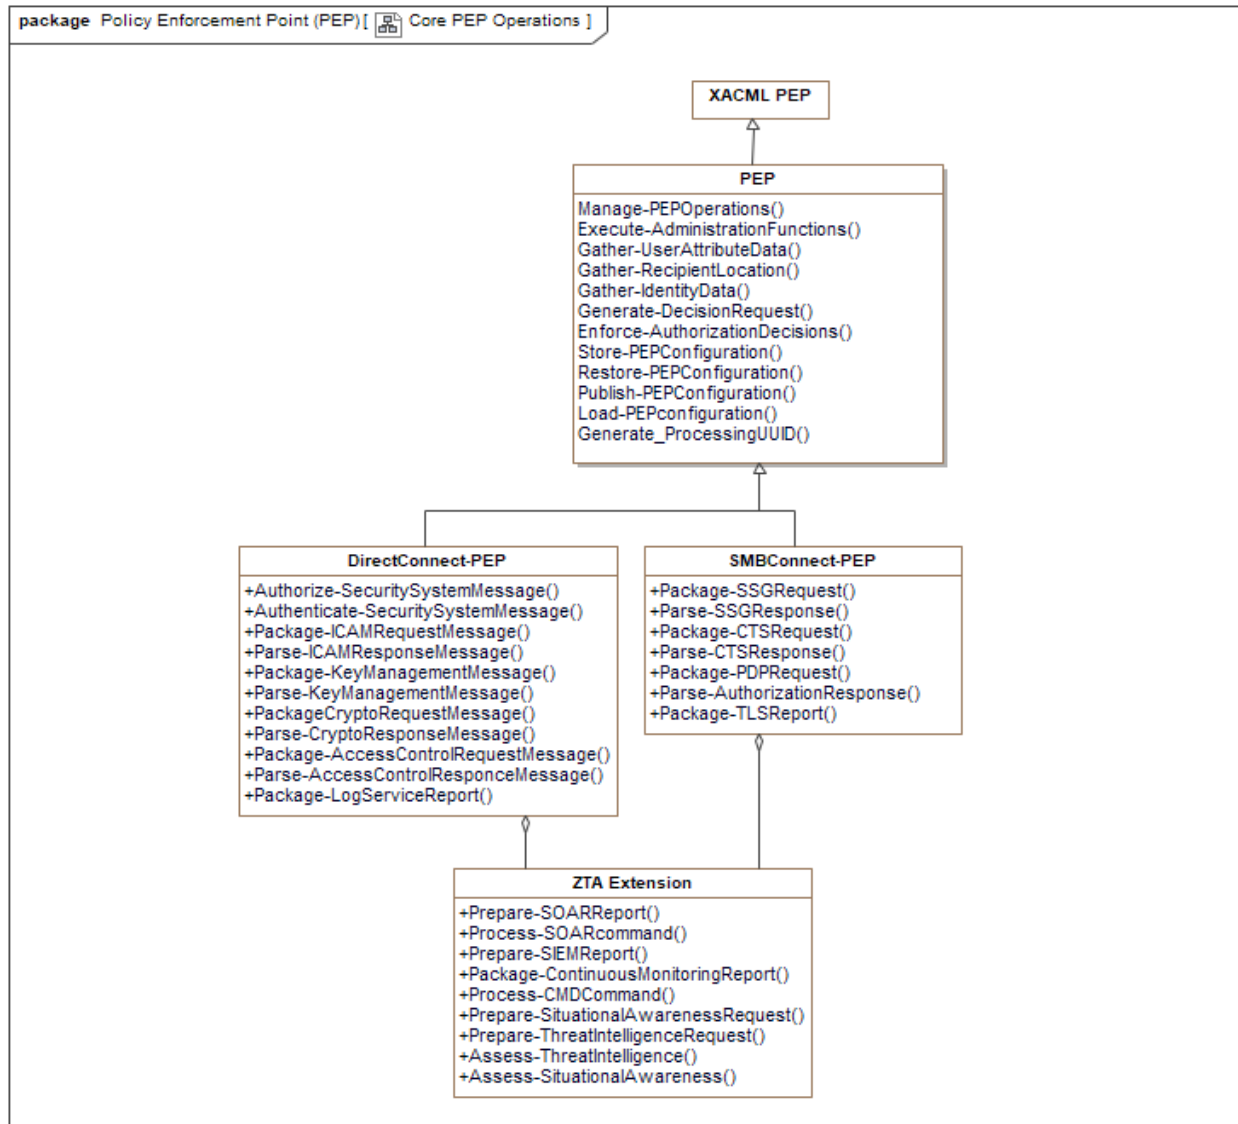 package Policy Enforcement Point (PEP) [ Core PEP Operations ]
XACML PEP
PEP
Manage-PEPOperations()
Execute-AdministrationFunctions()
Gather-UserAttributeData()
Gather-RecipientLocation()
Gather-IdentityData()
Generate-DecisionRequest()
Enforce-AuthorizationDecisions()
Store-PEPConfiguration()
Restore-PEPConfiguration()
Publish-PEPConfiguration()
Load-PEPconfiguration()
Generate_ProcessingUUID()
DirectConnect-PEP
+Authorize-SecuritySystemMessage()
+Authenticate-SecuritySystemMessage()
+Package-ICAMRequestMessage()
+Parse-ICAMResponseMessage()
+Package-KeyManagementMessage()
+Parse-KeyManagementMessage()
+PackageCryptoRequestMessage()
+Parse-CryptoResponseMessage()
+Package-AccessControlRequestMessage()
+Parse-AccessControlResponceMessage()
+Package-LogServiceReport()
SMBConnect-PEP
+Package-SSGRequest()
+Parse-SSGResponse()
+Package-CTSRequest()
+Parse-CTSResponse()
+Package-PDPRequest()
+Parse-AuthorizationResponse()
+Package-TLSReport()
ZTA Extension
+Prepare-SOARReport()
+Process-SOARcommand()
+Prepare-SIEMReport()
+Package-ContinuousMonitoringReport()
+Process-CMDCommand()
+Prepare-SituationalAwarenessRequest()
+Prepare-ThreatIntelligenceRequest()
+Assess-ThreatIntelligence()
+Assess-SituationalAwareness()